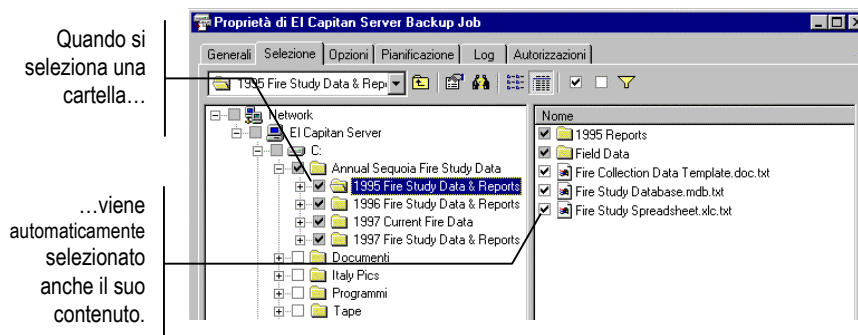 Quando si
seleziona una
cartella…
…viene
automaticamente
selezionato
anche il suo
contenuto.
Proprietà di El Capitan Server Backup Job
Generali Selezione Opzioni Pianificazione Log Autorizzazioni
1995 Fire Study Data & Rep
Network
El Capitan Server
C:
Annual Sequoia Fire Study Data
1995 Fire Study Data & Reports
1996 Fire Study Data & Reports
1997 Current Fire Data
1997 Fire Study Data & Reports
Documenti
Italy Pics
Programmi
Tape
Nome
1995 Reports
Field Data
Fire Collection Data Template.doc.txt
Fire Study Database.mdb.txt
Fire Study Spreadsheet.xlc.txt